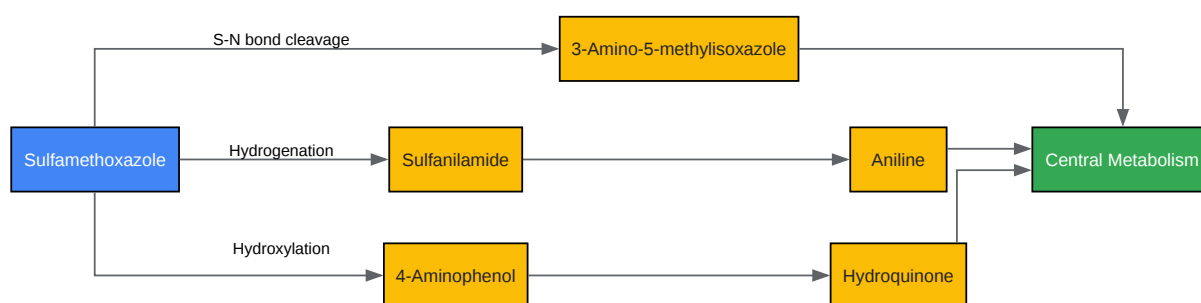 S-N bond cleavage
3-Amino-5-methylisoxazole
Sulfamethoxazole
Hydrogenation
Sulfanilamide
Aniline
Central Metabolism
Hydroxylation
4-Aminophenol
Hydroquinone